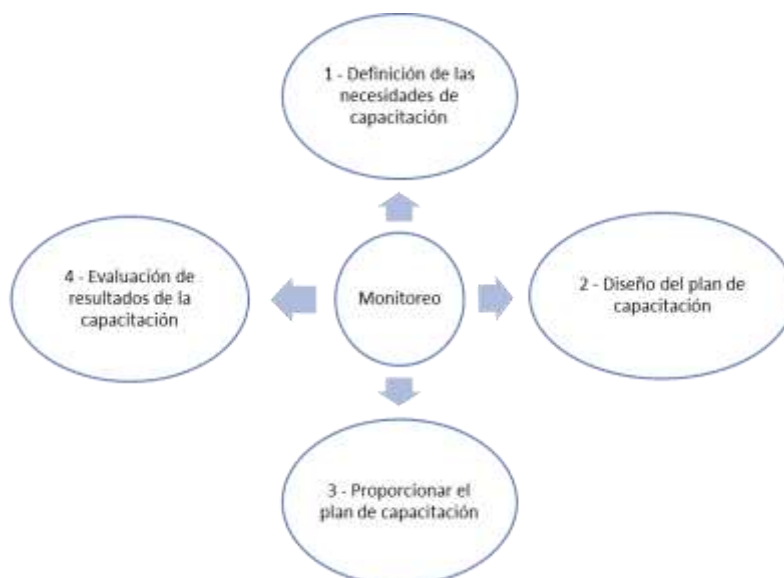 1 - Definición de las
necesidades de
capacitación
4 - Evaluación de
resultados de la
capacitación
Monitoreo
2 - Diseño del plan de
capacitación
3 - Proporcionar el
plan de capacitación